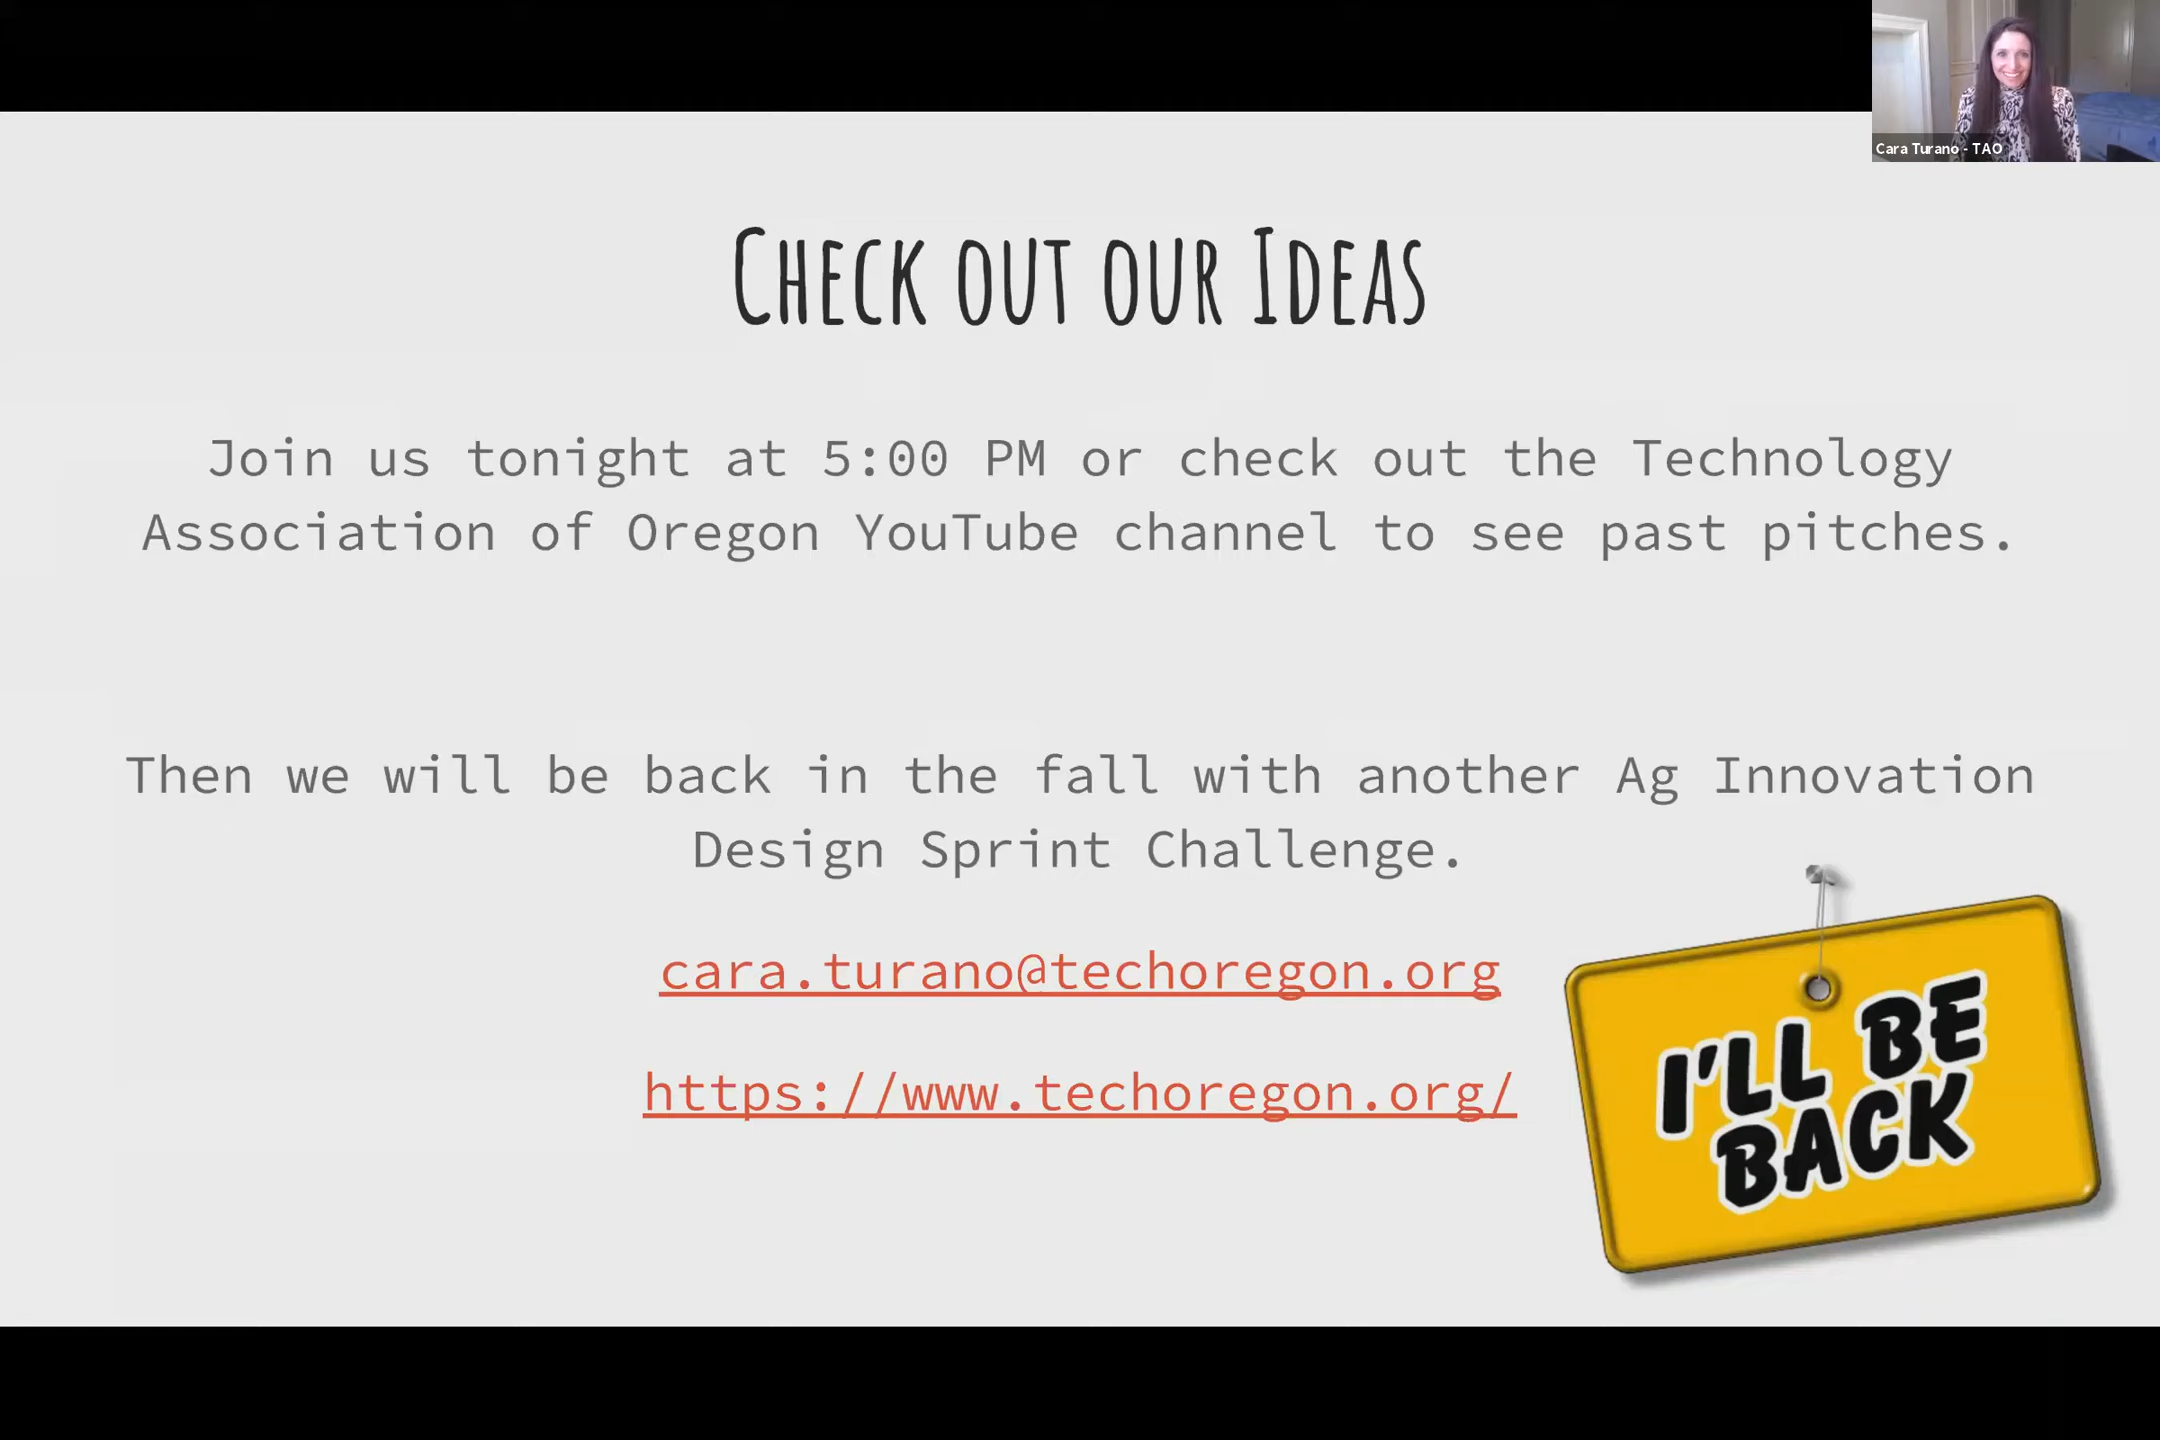 Cara Turano - TAO
Check out our Ideas
Join us tonight at 5:00 PM or check out the Technology
Association of Oregon YouTube channel to see past pitches.
Then we will be back in the fall with another Ag Innovation
Design Sprint Challenge.
cara.turano@techoregon.org
https://www.techoregon.org/
I'LL BE
BACK